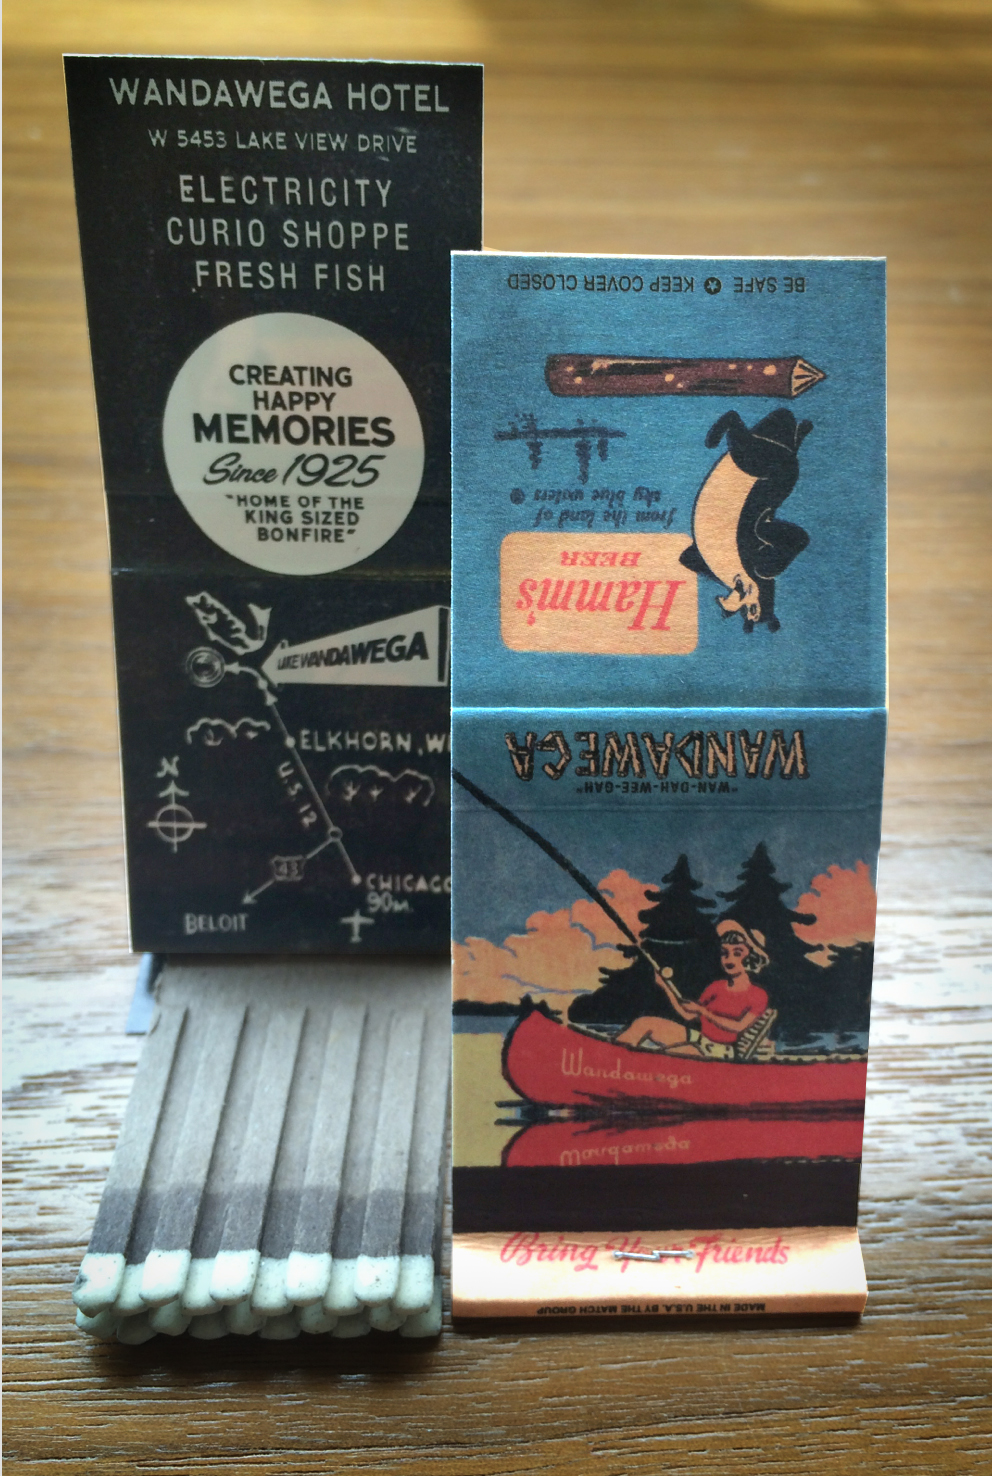 WANDAWEGA HOTEL
W 5453 LAKE VIEW DRIVE
ELECTRICITY
CURIO SHOPPE
FRESH FISH
CREATING
HAPPY
MEMORIES
Since 1925
"HOME OF THE
KING SIZED
BONFIRE"
LAKE WANDAWEGA
ELKHORN, WI
N
U.S 12
43
CHICAGO
90M.
BELOIT
BE SAFE ✪ KEEP COVER CLOSED
from the land of
sky blue waters ®
Hamm's
BEER
WANDAWEGA
"WAN-DAH-WEE-GAH"
Wandawega
Wandawega
Bring Your Friends
MADE IN THE U.S.A. BY THE MATCH GROUP